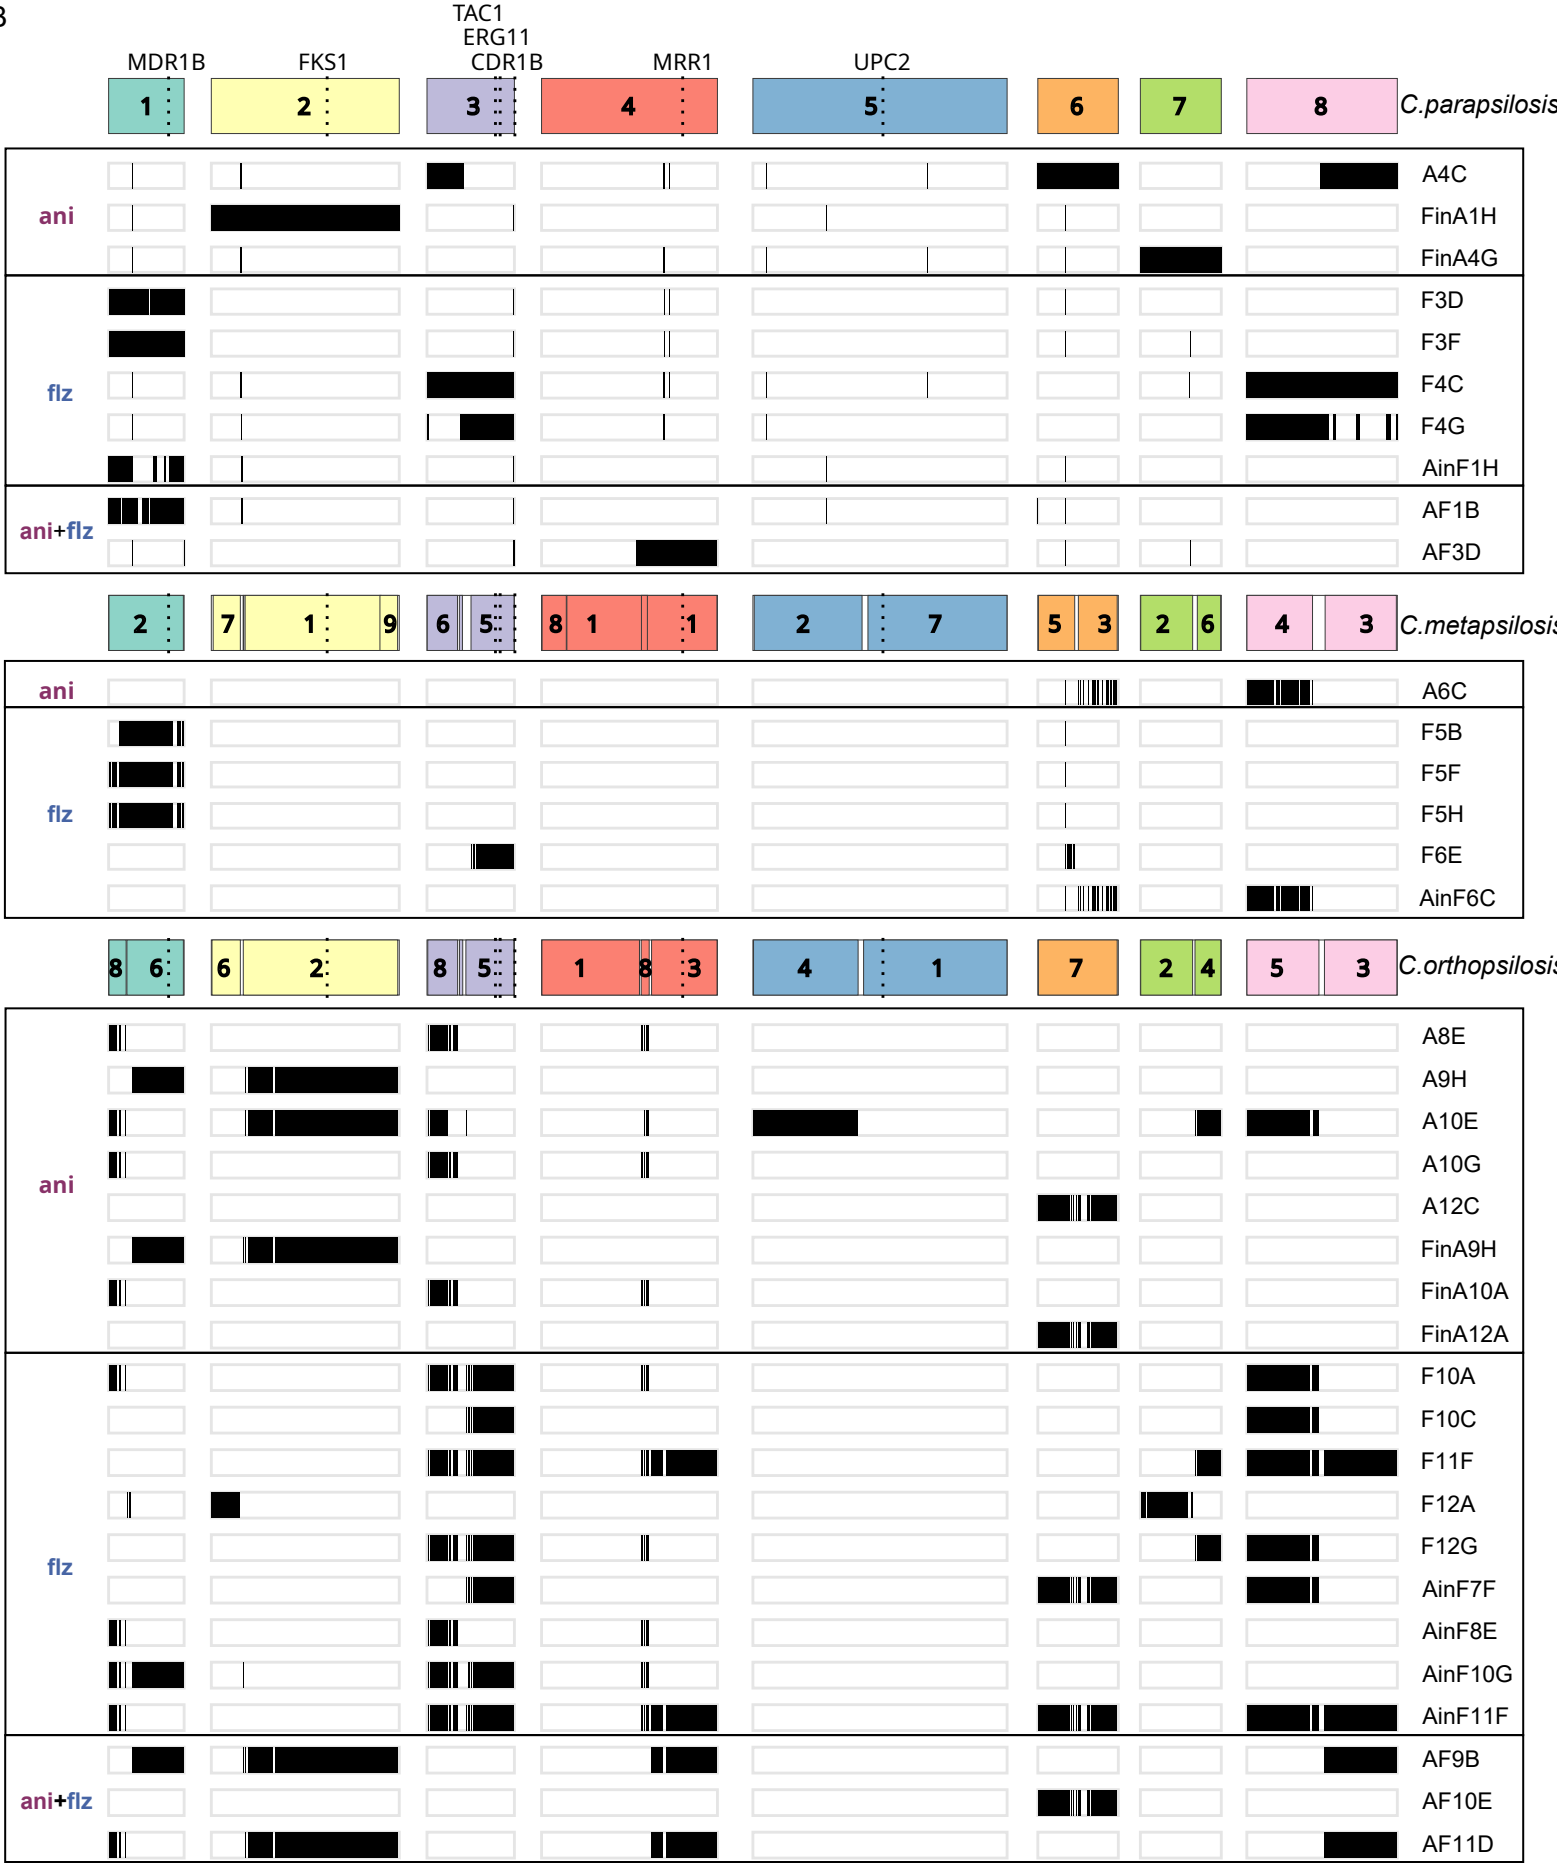 B
TAC1
ERG11
MDR1B FKS1 CDR1B MRR1 UPC2
1 2 3 4 5 6 7 8 C.parapsilosis
A4C
ani FinA1H
FinA4G
F3D
F3F
flz F4C
F4G
AinF1H
AF1B
ani+flz
AF3D
2 7 1 9 6 5 8 1 1 2 7 5 3 2 6 4 3 C.metapsilosis
ani A6C
F5B
F5F
flz F5H
F6E
AinF6C
8 6 6 2 8 5 1 8 3 4 1 7 2 4 5 3 C.orthopsilosis
A8E
A9H
A10E
A10G
ani
A12C
FinA9H
FinA10A
FinA12A
F10A
F10C
F11F
F12A
F12G
flz
AinF7F
AinF8E
AinF10G
AinF11F
AF9B
ani+flz AF10E
AF11D